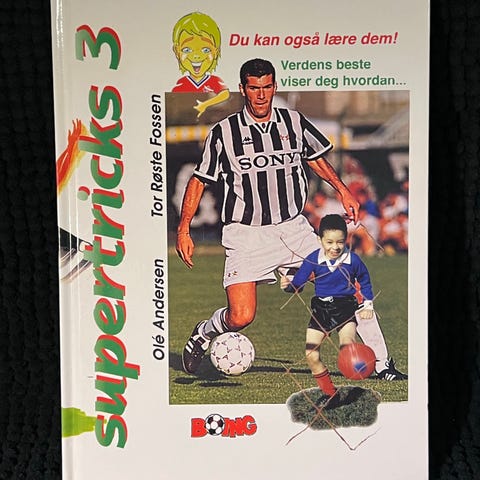 Du kan også lære dem!
Verdens beste
viser deg hvordan...
supertricks 3
Olé Andersen
Tor Røste Fossen
SONY
BOING